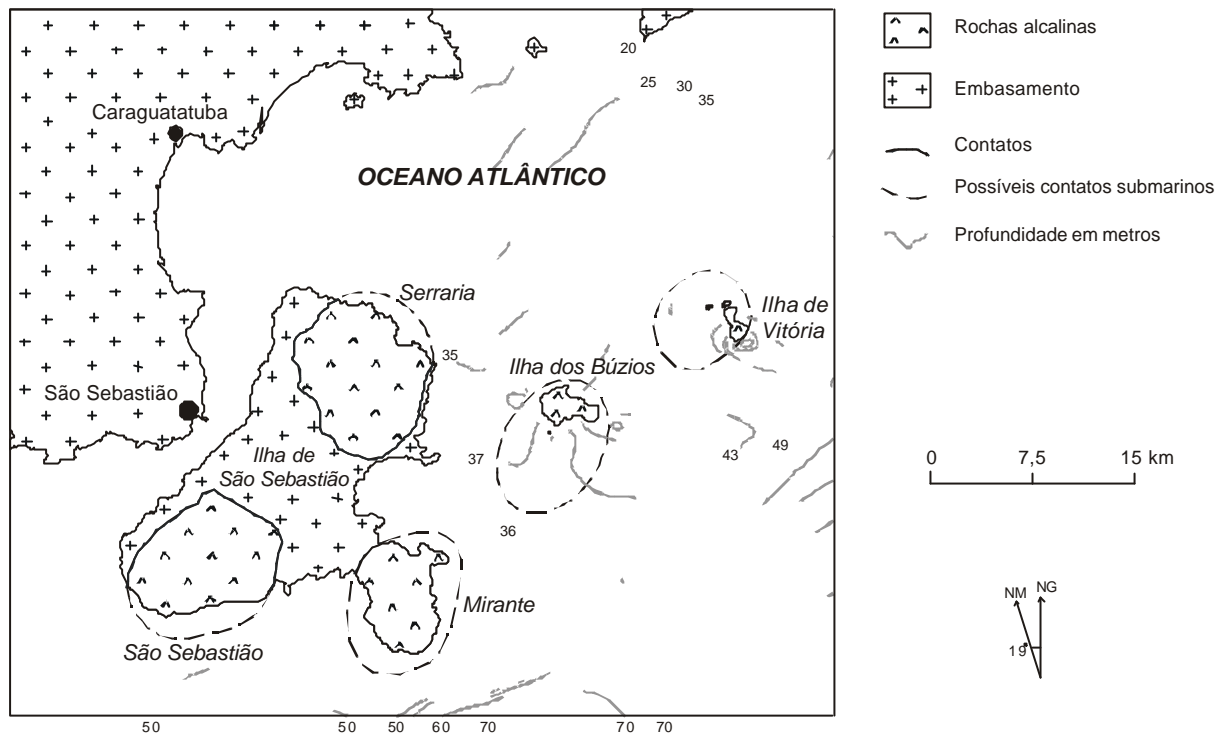 Rochas alcalinas
Embasamento
Contatos
Possíveis contatos submarinos
Profundidade em metros
20
25 30
35
Caraguatatuba
OCEANO ATLÂNTICO
Serraria
Ilha de
Vitória
35
Ilha dos Búzios
São Sebastião
Ilha de
São Sebastião
37
43 49
36
Mirante
São Sebastião
50 50 50 60 70 70 70
0 7,5 15 km
NM NG
19°